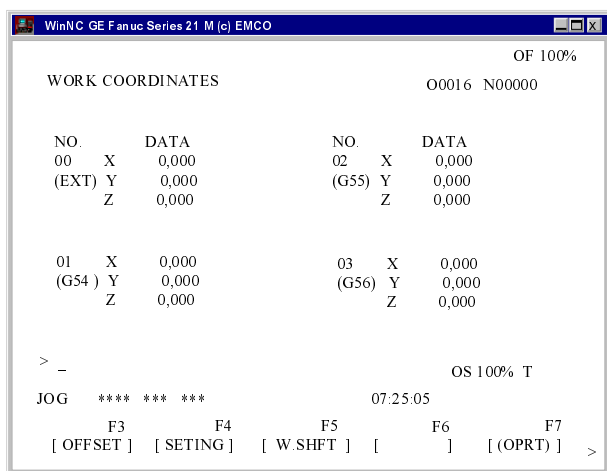 WinNC GE Fanuc Series 21 M (c) EMCO
OF 100%
WORK COORDINATES O0016 N00000
NO. DATA NO. DATA
00 X 0,000 02 X 0,000
(EXT) Y 0,000 (G55) Y 0,000
Z 0,000 Z 0,000
01 X 0,000 03 X 0,000
(G54 ) Y 0,000 (G56) Y 0,000
Z 0,000 Z 0,000
> _
OS 100% T
JOG **** *** *** 07:25:05
F3 F4 F5 F6 F7
[ OFFSET ] [ SETING ] [ W.SHFT ] [ ] [ (OPRT) ] >